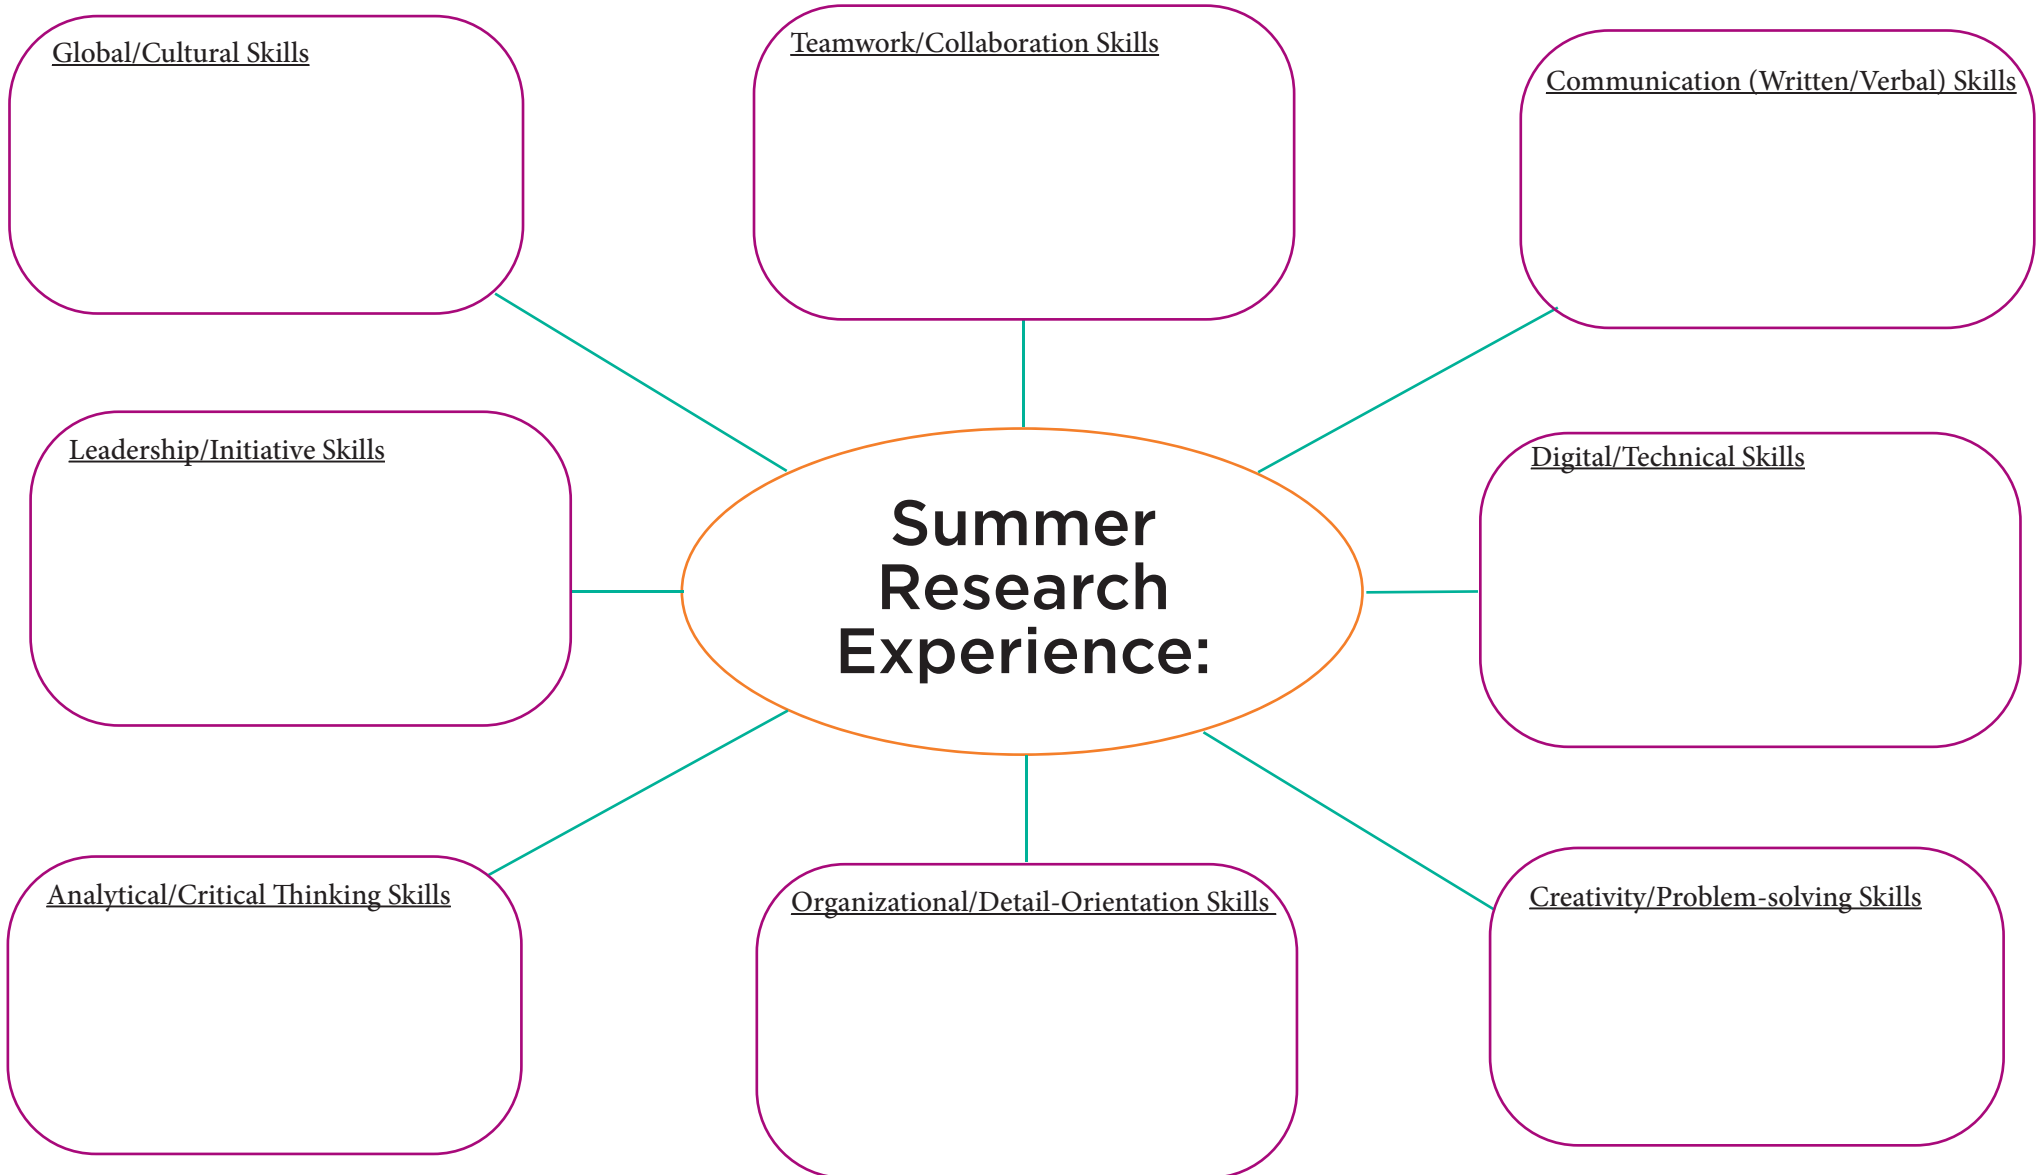 Global/Cultural Skills
Teamwork/Collaboration Skills
Communication (Written/Verbal) Skills
Leadership/Initiative Skills
Digital/Technical Skills
Summer
Research
Experience:
Analytical/Critical Thinking Skills
Organizational/Detail-Orientation Skills
Creativity/Problem-solving Skills